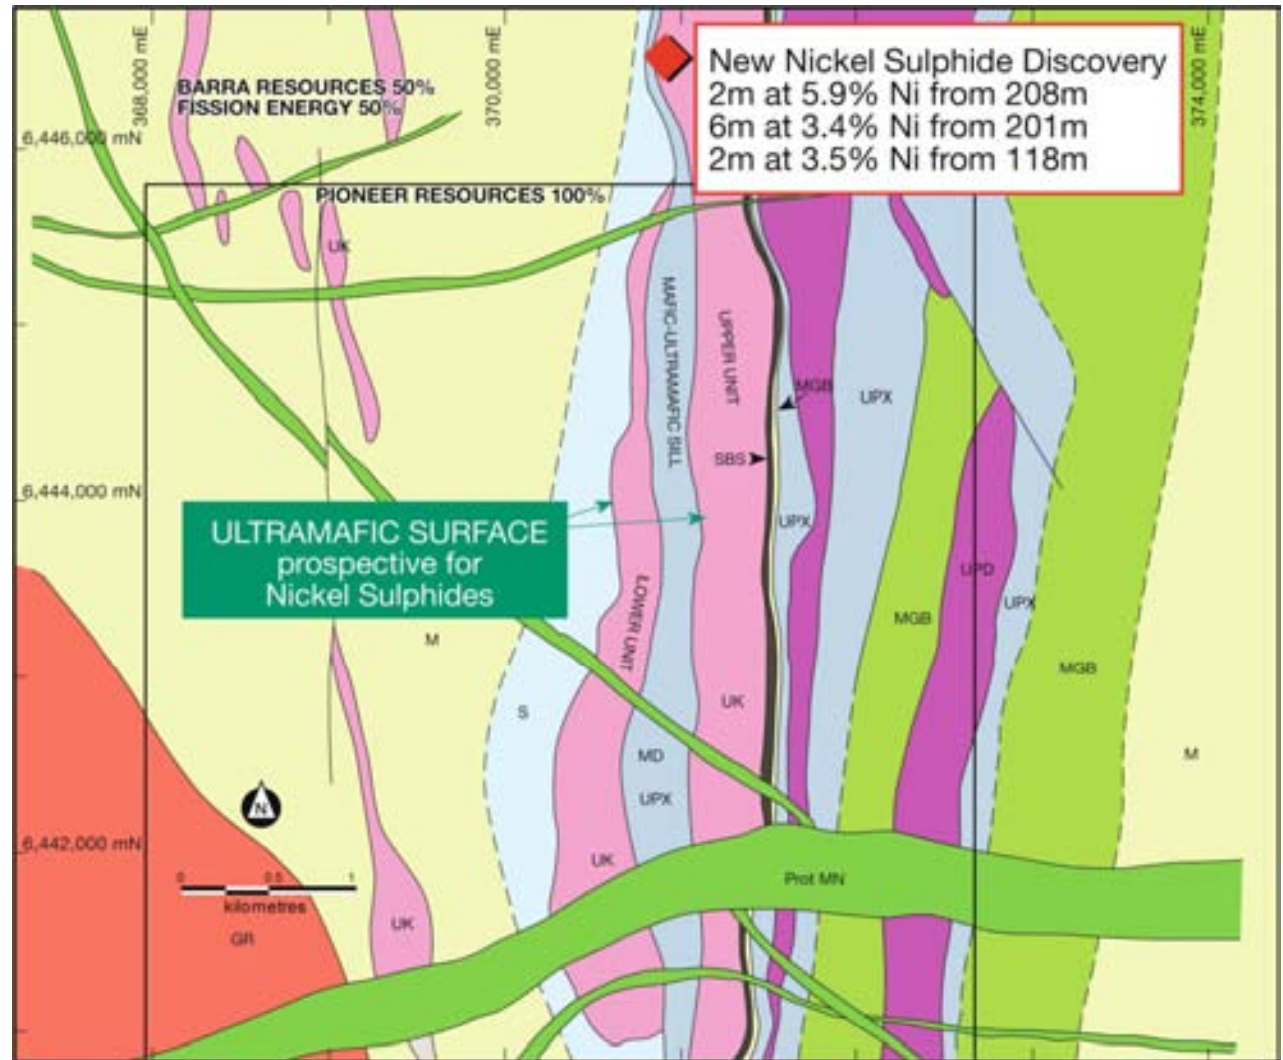 368,000 mE
370,000 mE
374,000 mE
BARRA RESOURCES 50%
FISSION ENERGY 50%
New Nickel Sulphide Discovery
2m at 5.9% Ni from 208m
6m at 3.4% Ni from 201m
2m at 3.5% Ni from 118m
6,446,000 mN
PIONEER RESOURCES 100%
UK
MAFIC-ULTRAMAFIC SILL
UPPER UNIT
MGB
UPX
SBS
6,444,000 mN
UPX
ULTRAMAFIC SURFACE
prospective for
Nickel Sulphides
LOWER UNIT
UPD
UPX
MGB
M
MGB
S
UK
MD
M
UPX
N
6,442,000 mN
UK
Prot MN
0 0.5 1
kilometres
UK
GR